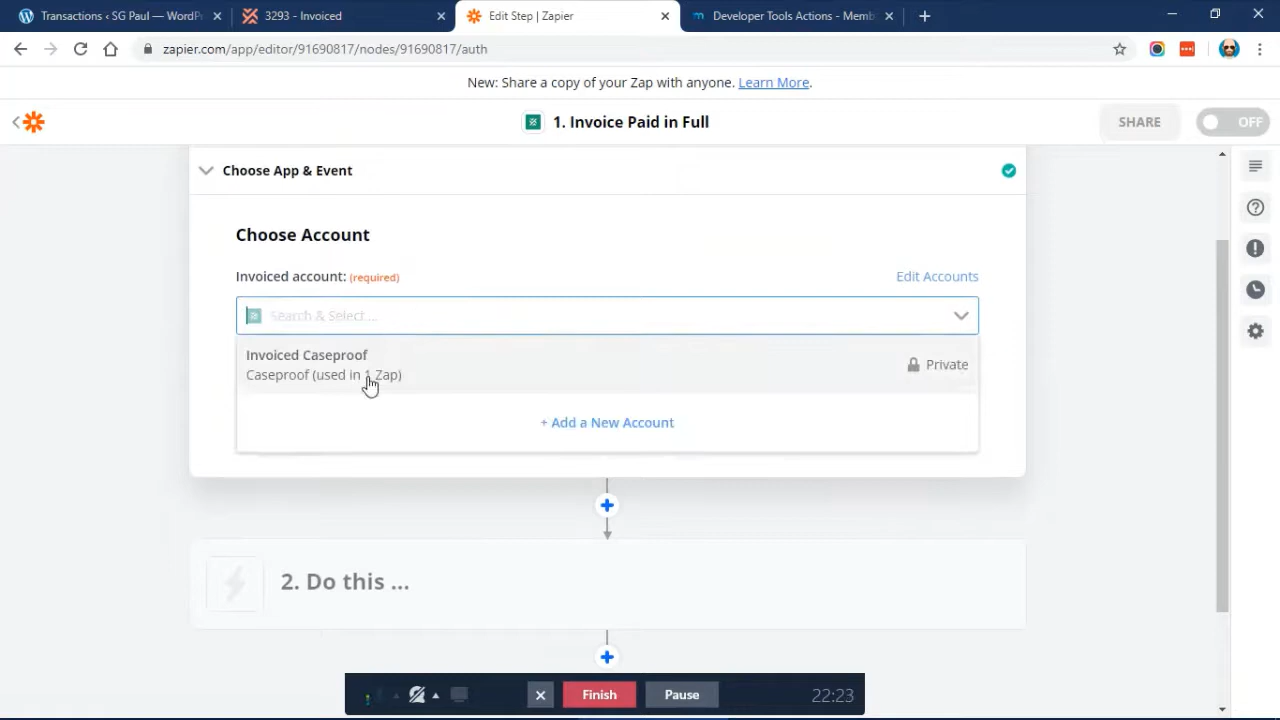 Transactions ‹ SG Paul — WordPr
3293 - Invoiced
Edit Step | Zapier
Developer Tools Actions - Memb
zapier.com/app/editor/91690817/nodes/91690817/auth
New: Share a copy of your Zap with anyone. Learn More.
1. Invoice Paid in Full
SHARE
OFF
Choose App & Event
Choose Account
Invoiced account: (required)
Edit Accounts
Search & Select ...
Invoiced Caseproof
Caseproof (used in 1 Zap)
Private
+ Add a New Account
2. Do this ...
Finish
Pause
22:23